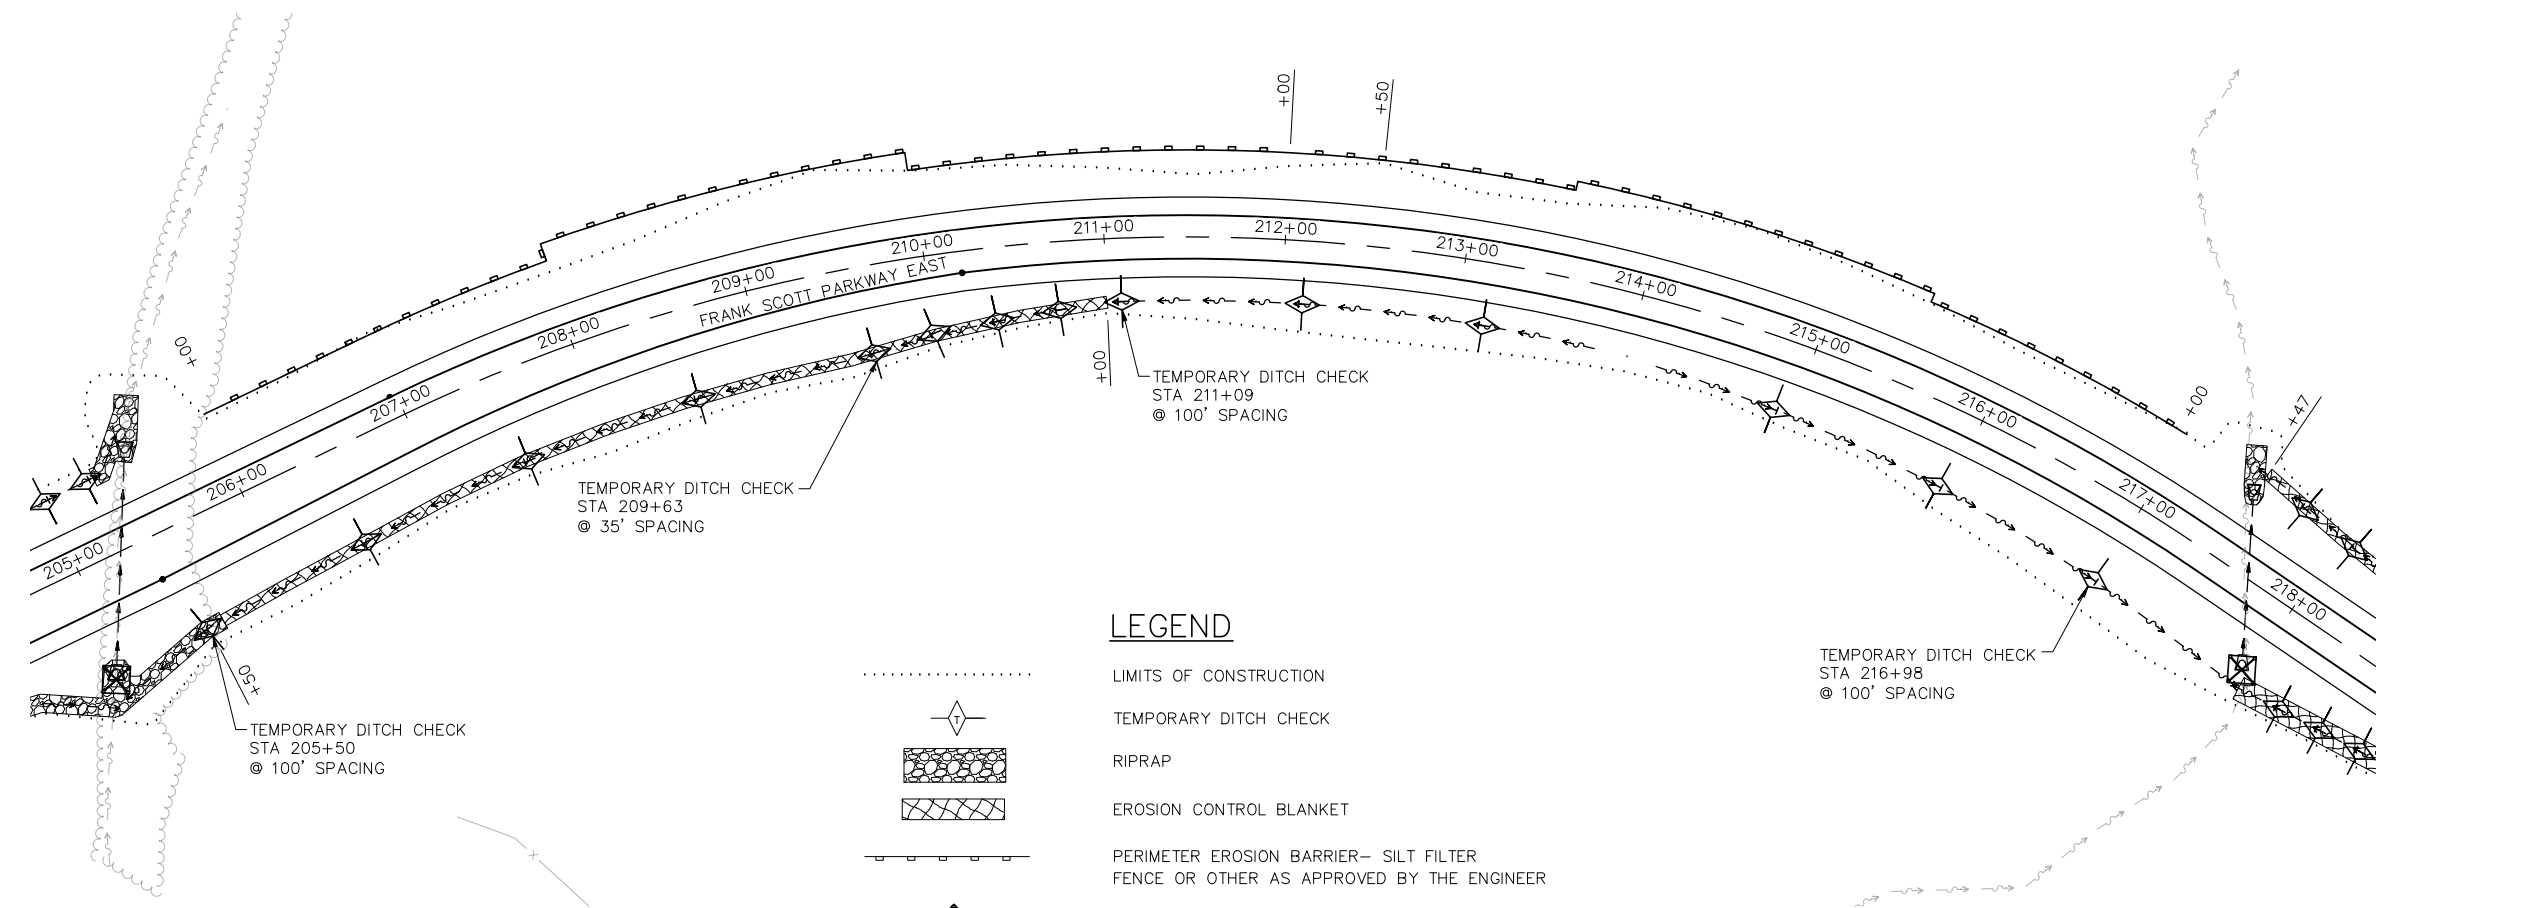 +00
+50
211+00
212+00
210+00
213+00
209+00
214+00
FRANK SCOTT PARKWAY EAST
208+00
215+00
+00
+00
207+00
216+00
+00
+47
206+00
217+00
205+00
218+00
TEMPORARY DITCH CHECK
STA 211+09
@ 100' SPACING
TEMPORARY DITCH CHECK
STA 209+63
@ 35' SPACING
+50
TEMPORARY DITCH CHECK
STA 205+50
@ 100' SPACING
TEMPORARY DITCH CHECK
STA 216+98
@ 100' SPACING
LEGEND
LIMITS OF CONSTRUCTION
T
TEMPORARY DITCH CHECK
RIPRAP
EROSION CONTROL BLANKET
PERIMETER EROSION BARRIER– SILT FILTER
FENCE OR OTHER AS APPROVED BY THE ENGINEER